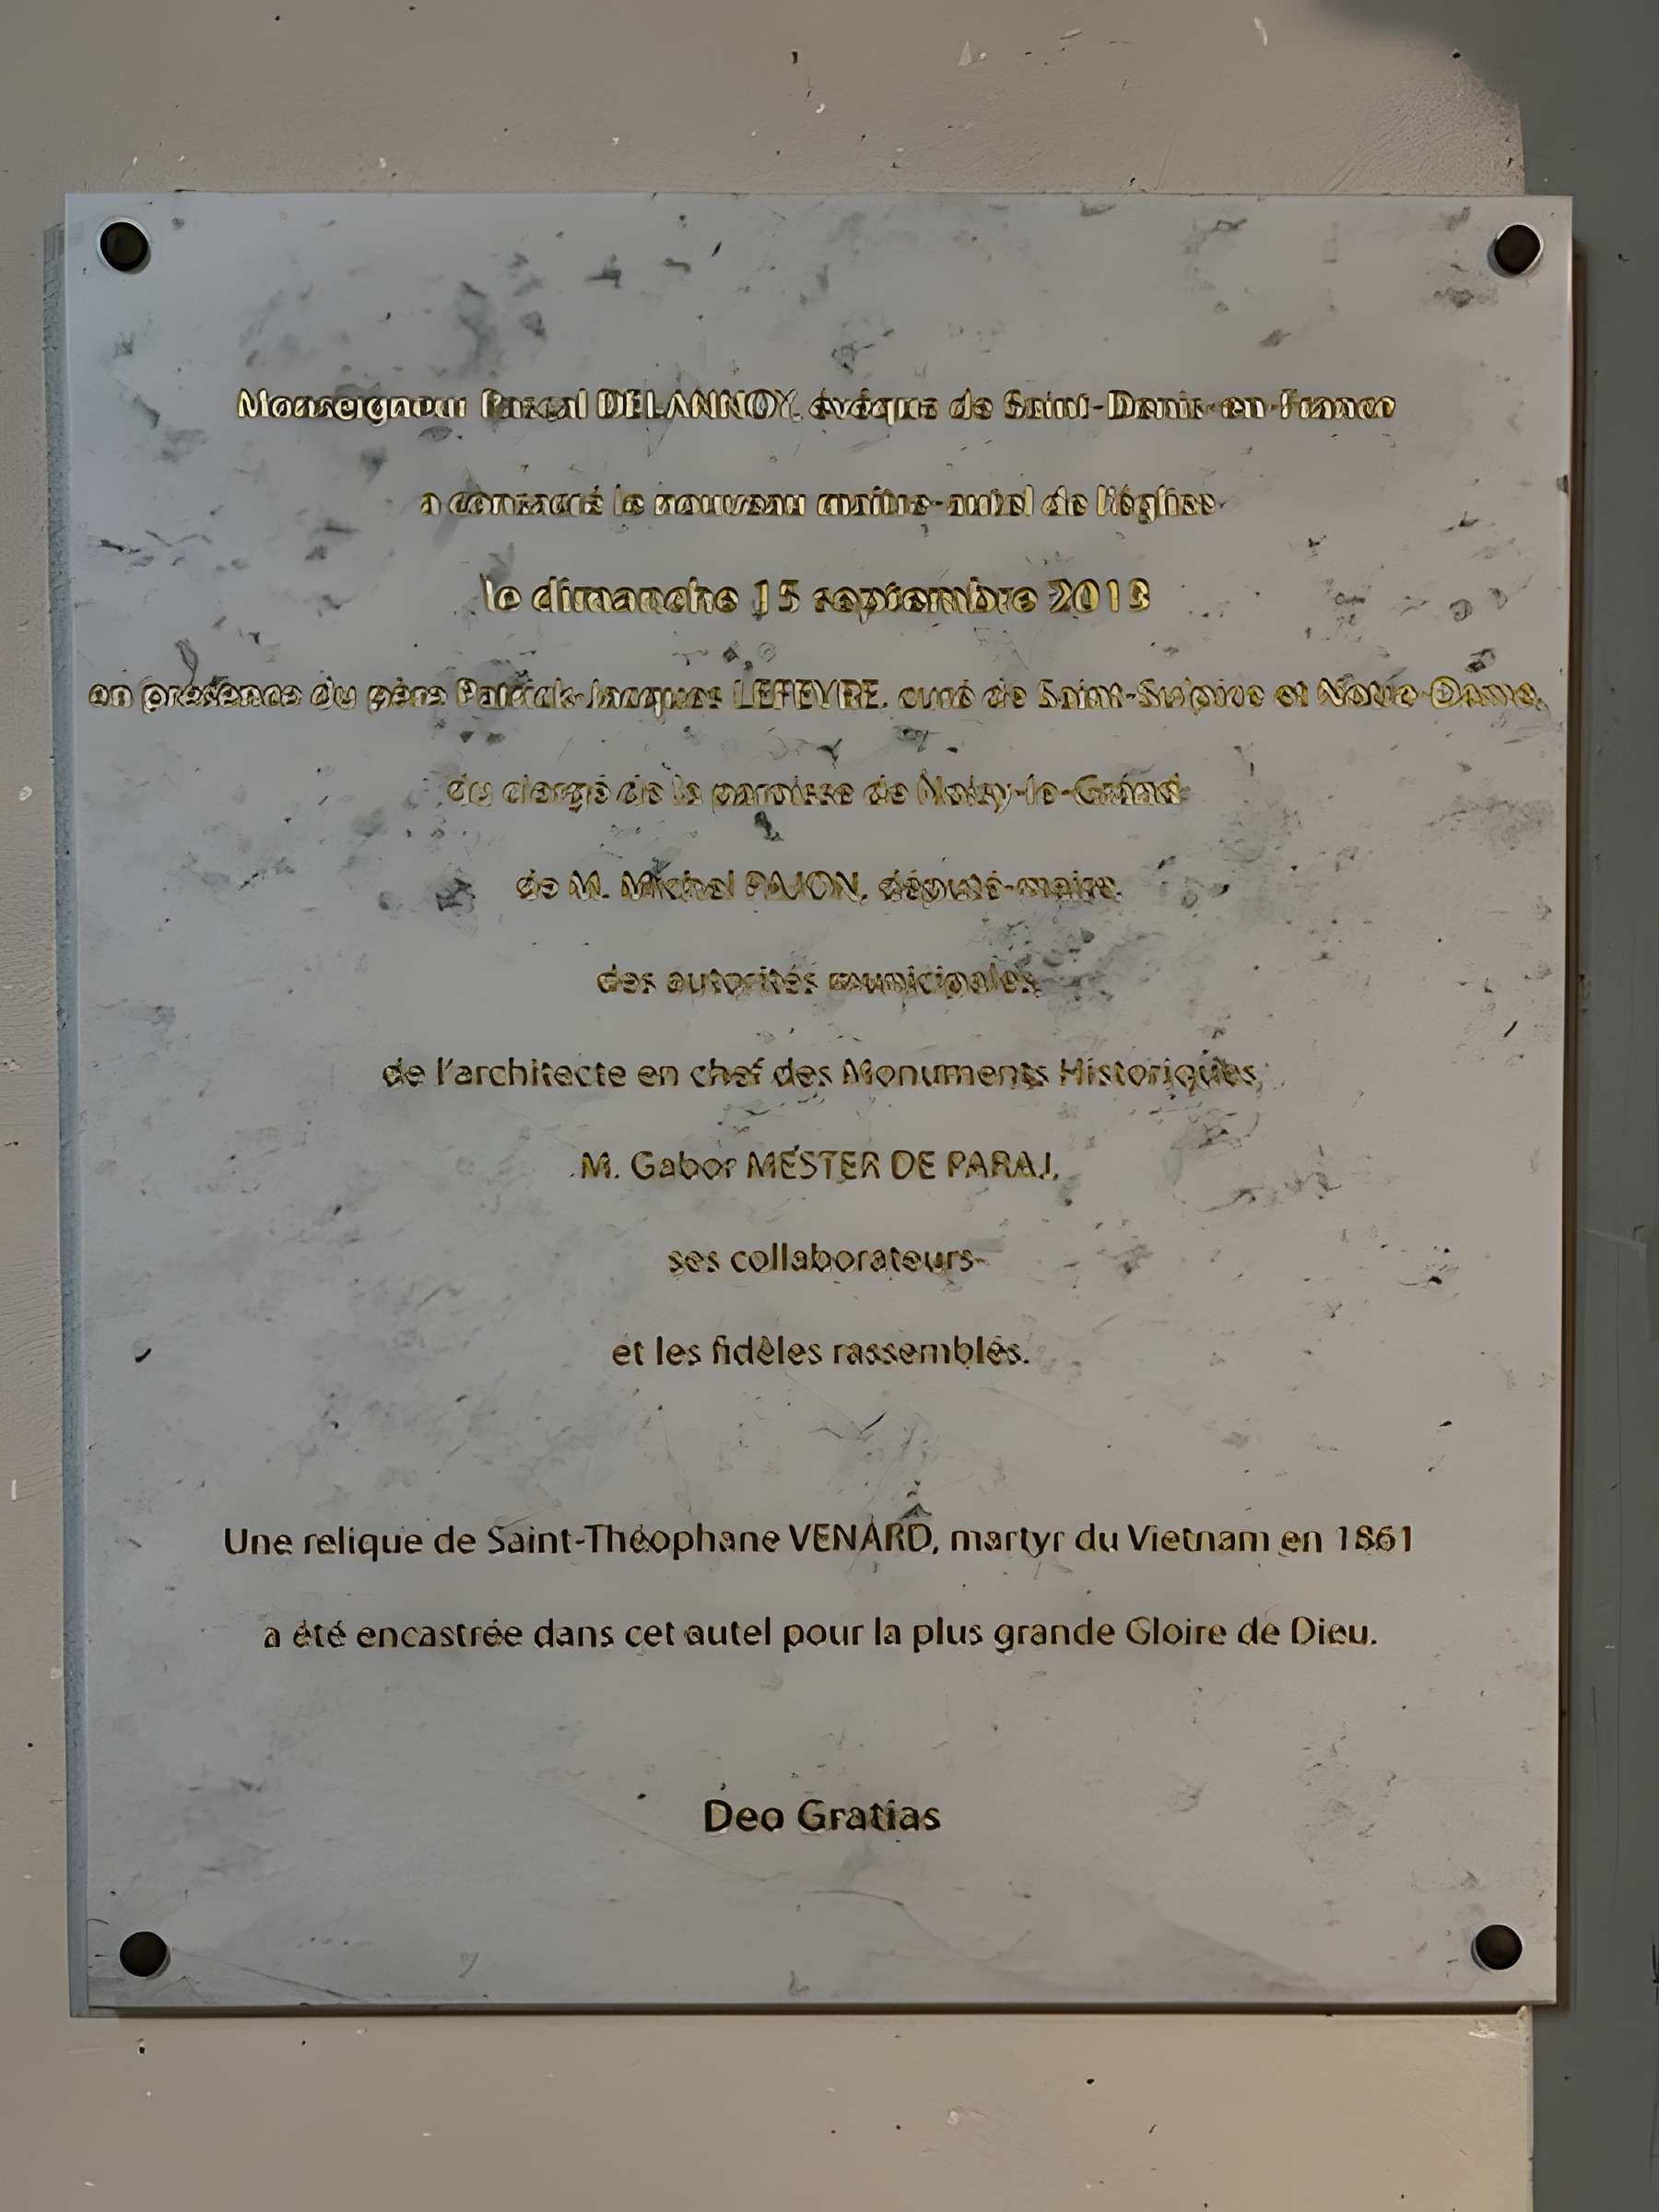 Monseigneur Pascal DELANNOY, évêque de Saint-Denis-en-France
a consacré le nouveau maître-autel de l'église
le dimanche 15 septembre 2013
en présence du père Patrick-Jacques LEFEVRE, curé de Saint-Sulpice et Notre-Dame,
du clergé de la paroisse de Noisy-le-Grand
de M. Michel PAJON, député-maire,
des autorités municipales,
de l'architecte en chef des Monuments Historiques,
M. Gabor MESTER DE PARAJ,
ses collaborateurs
et les fidèles rassemblés.
Une relique de Saint-Théophane VENARD, martyr du Vietnam en 1861
a été encastrée dans cet autel pour la plus grande Gloire de Dieu.
Deo Gratias